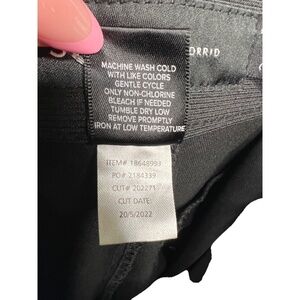 ORRID
MACHINE WASH COLD
WITH LIKE COLORS
GENTLE CYCLE
ONLY NON-CHLORINE
BLEACH IF NEEDED
TUMBLE DRY LOW
REMOVE PROMPTLY
IRON AT LOW TEMPERATURE
ITEM# 18648993
PO# 2184339
CUT# 202271
CUT DATE:
20/5/2022